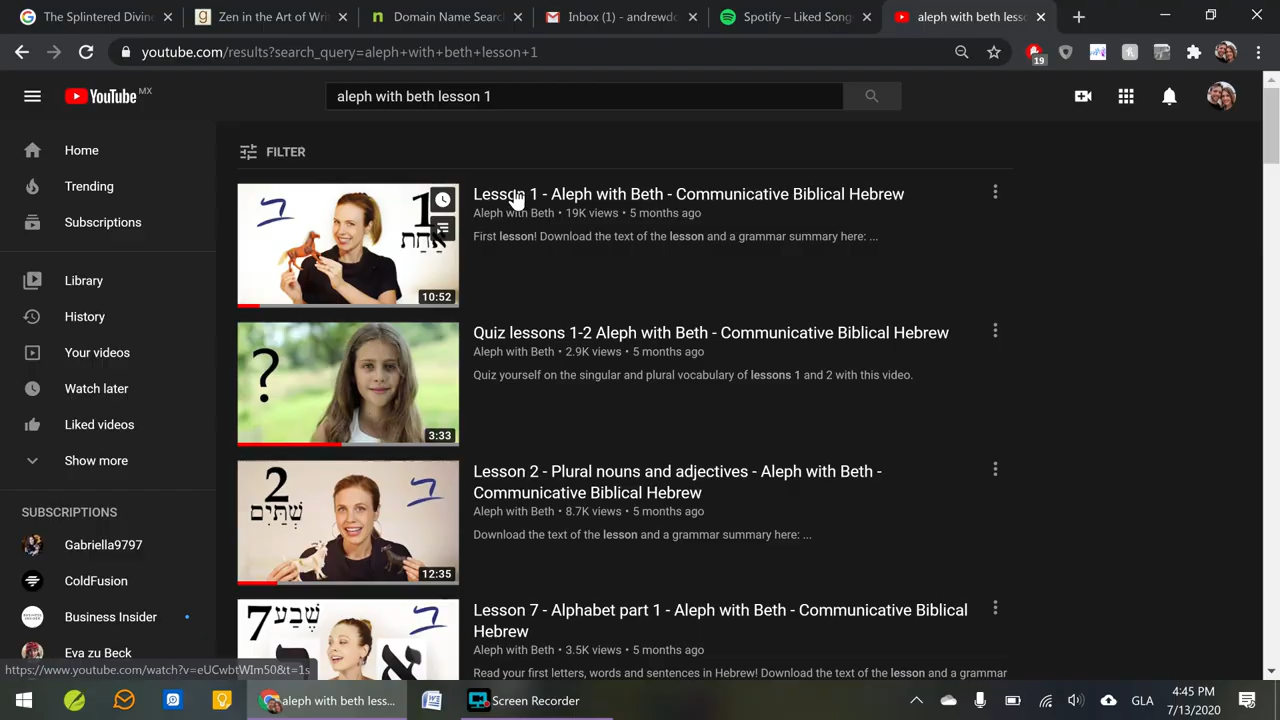 The Splintered Divin
Zen in the Art of Wri
Domain Name Searc
Inbox (1) - andrewdc
Spotify – Liked Song
aleph with beth lesso
youtube.com/results?search_query=aleph+with+beth+lesson+1
19
YouTube MX
aleph with beth lesson 1
Home
Trending
Subscriptions
Library
History
Your videos
Watch later
Liked videos
Show more
SUBSCRIPTIONS
Gabriella9797
ColdFusion
Business Insider
Eva zu Beck
FILTER
1
אַחַת
ב
10:52
Lesson 1 - Aleph with Beth - Communicative Biblical Hebrew
Aleph with Beth • 19K views • 5 months ago
First lesson! Download the text of the lesson and a grammar summary here: ...
?
3:33
Quiz lessons 1-2 Aleph with Beth - Communicative Biblical Hebrew
Aleph with Beth • 2.9K views • 5 months ago
Quiz yourself on the singular and plural vocabulary of lessons 1 and 2 with this video.
2
שְׁתַּיִם
ב
12:35
Lesson 2 - Plural nouns and adjectives - Aleph with Beth -
Communicative Biblical Hebrew
Aleph with Beth • 8.7K views • 5 months ago
Download the text of the lesson and a grammar summary here: ...
7 שֶׁבַע
ב
א
Lesson 7 - Alphabet part 1 - Aleph with Beth - Communicative Biblical
Hebrew
Aleph with Beth • 3.5K views • 5 months ago
Read your first letters, words and sentences in Hebrew! Download the text of the lesson and a grammar
https://www.youtube.com/watch?v=eUCwbtWIm50&t=1s
aleph with beth less...
Screen Recorder
GLA
4:45 PM
7/13/2020